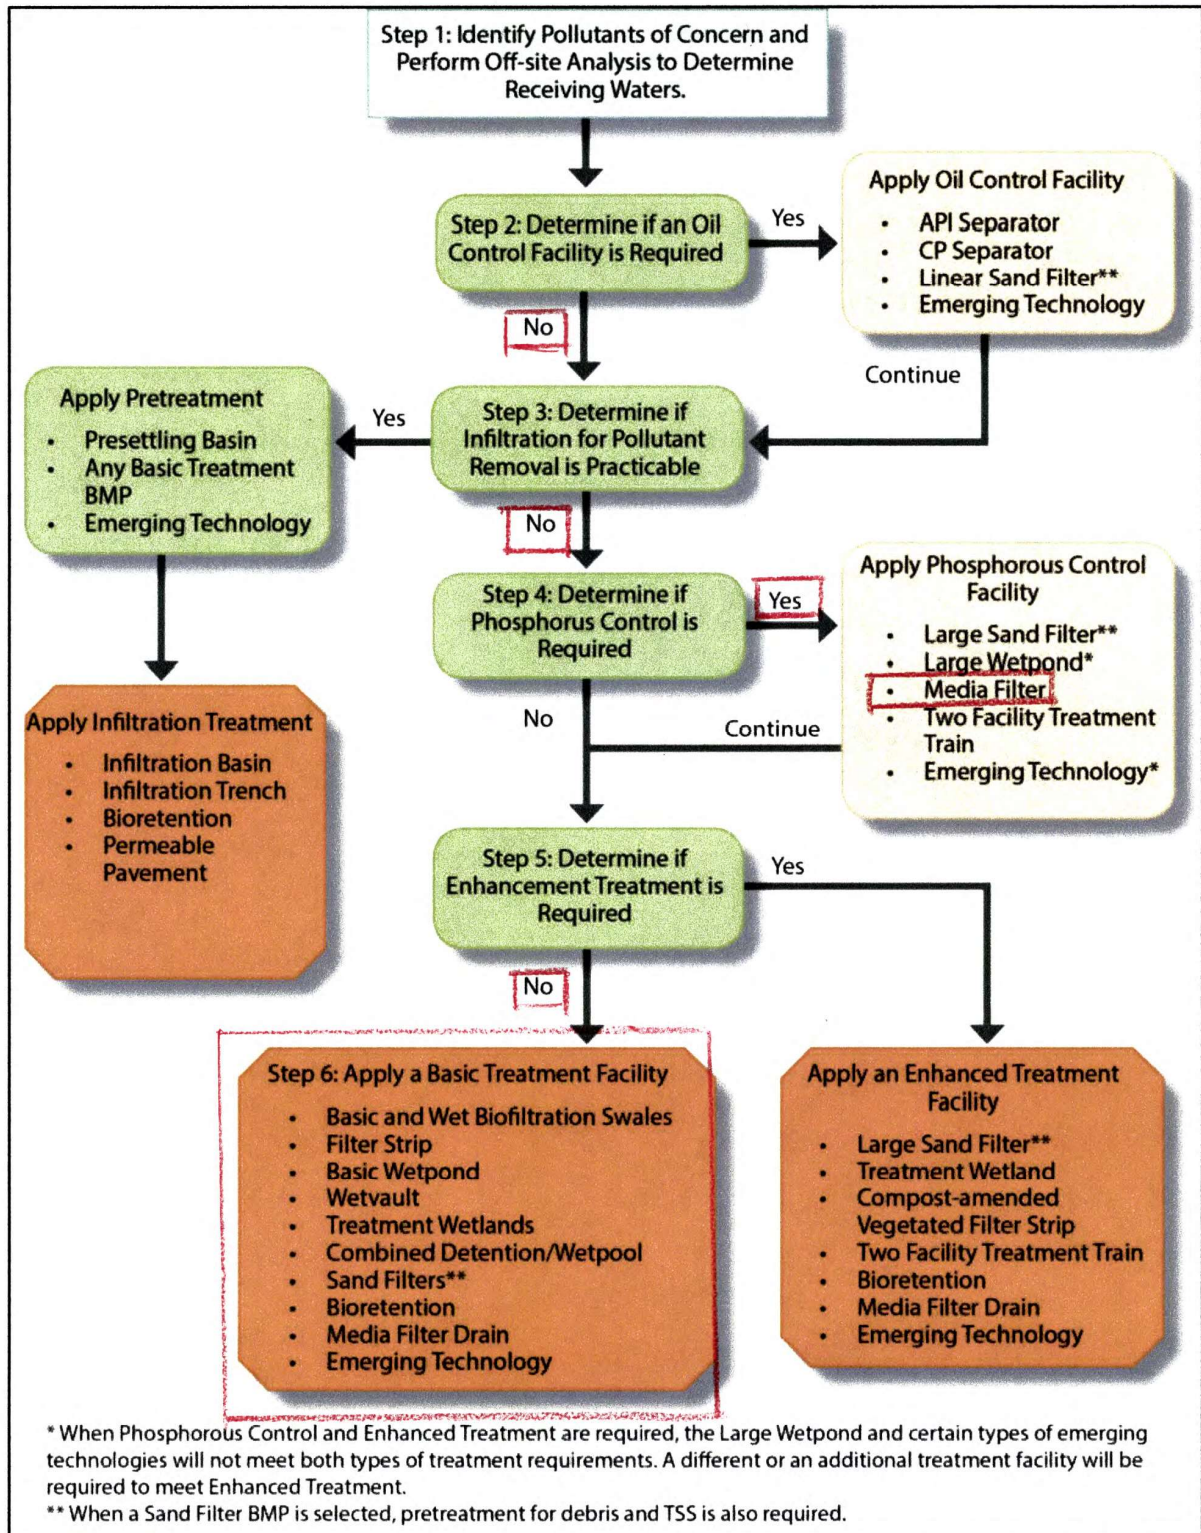 Step 1: Identify Pollutants of Concern and
Perform Off-site Analysis to Determine
Receiving Waters.
Step 2: Determine if an Oil
Control Facility is Required
Yes
Apply Oil Control Facility
• API Separator
• CP Separator
• Linear Sand Filter**
• Emerging Technology
No
Continue
Step 3: Determine if
Infiltration for Pollutant
Removal is Practicable
Yes
Apply Pretreatment
• Presettling Basin
• Any Basic Treatment
BMP
• Emerging Technology
No
Apply Infiltration Treatment
• Infiltration Basin
• Infiltration Trench
• Bioretention
• Permeable
Pavement
Step 4: Determine if
Phosphorus Control is
Required
Yes
Apply Phosphorous Control
Facility
• Large Sand Filter**
• Large Wetpond*
• Media Filter
• Two Facility Treatment
Train
• Emerging Technology*
No
Continue
Step 5: Determine if
Enhancement Treatment is
Required
Yes
No
Step 6: Apply a Basic Treatment Facility
• Basic and Wet Biofiltration Swales
• Filter Strip
• Basic Wetpond
• Wetvault
• Treatment Wetlands
• Combined Detention/Wetpool
• Sand Filters**
• Bioretention
• Media Filter Drain
• Emerging Technology
Apply an Enhanced Treatment
Facility
• Large Sand Filter**
• Treatment Wetland
• Compost-amended
Vegetated Filter Strip
• Two Facility Treatment Train
• Bioretention
• Media Filter Drain
• Emerging Technology
* When Phosphorous Control and Enhanced Treatment are required, the Large Wetpond and certain types of emerging
technologies will not meet both types of treatment requirements. A different or an additional treatment facility will be
required to meet Enhanced Treatment.
** When a Sand Filter BMP is selected, pretreatment for debris and TSS is also required.